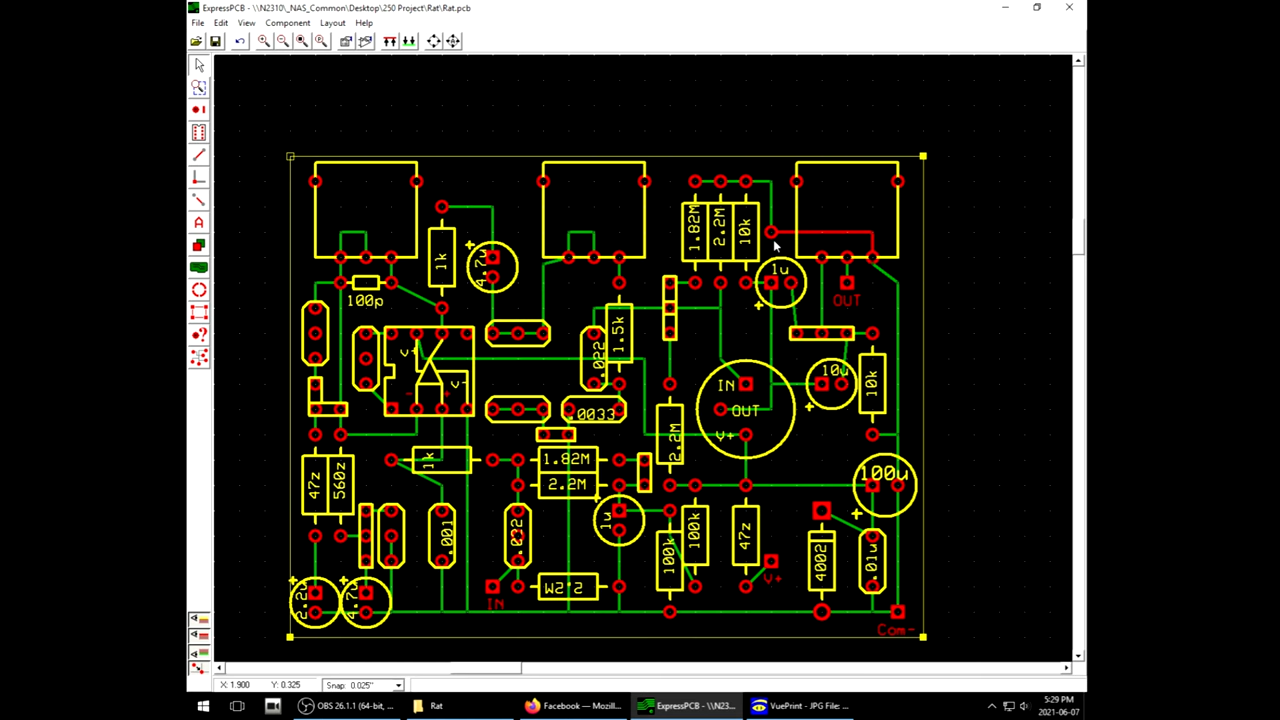 ExpressPCB - \\N2310\_NAS_Common\Desktop\250 Project\Rat\Rat.pcb
File Edit View Component Layout Help
A
1.82M
2.2M
10k
1k
4.7u
1u
100p
OUT
1.5k
.022
10u
10k
IN
OUT
V+
.0033
2.2M
1k
1.82M
2.2M
47z
560z
100u
1u
.001
.022
100k
100k
47z
4002
.01u
2.2u
4.7u
IN
2.2M
V+
Com-
X: 1.900 Y: 0.325 Snap: 0.025"
OBS 26.1.1 (64-bit, ... Rat Facebook — Mozill... ExpressPCB - \\N23... VuePrint - JPG File: ... 5:29 PM
2021-06-07